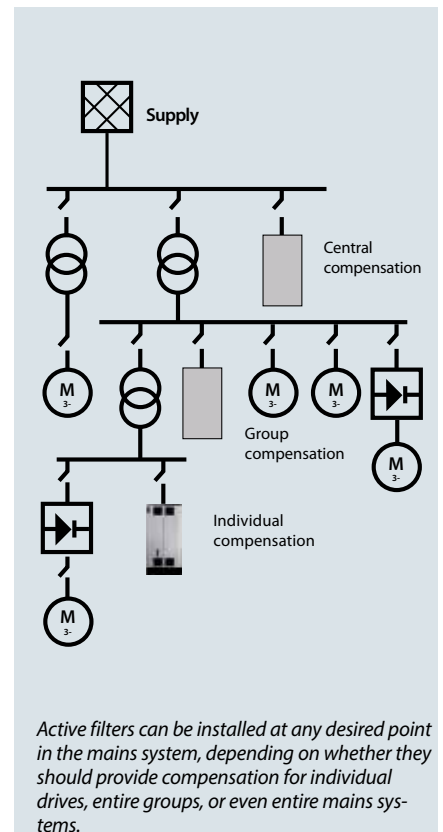 Supply
Central
compensation
M
3~
M
3~
M
3~
Group
compensation
M
3~
Individual
compensation
M
3~
Active filters can be installed at any desired point
in the mains system, depending on whether they
should provide compensation for individual
drives, entire groups, or even entire mains sys-
tems.